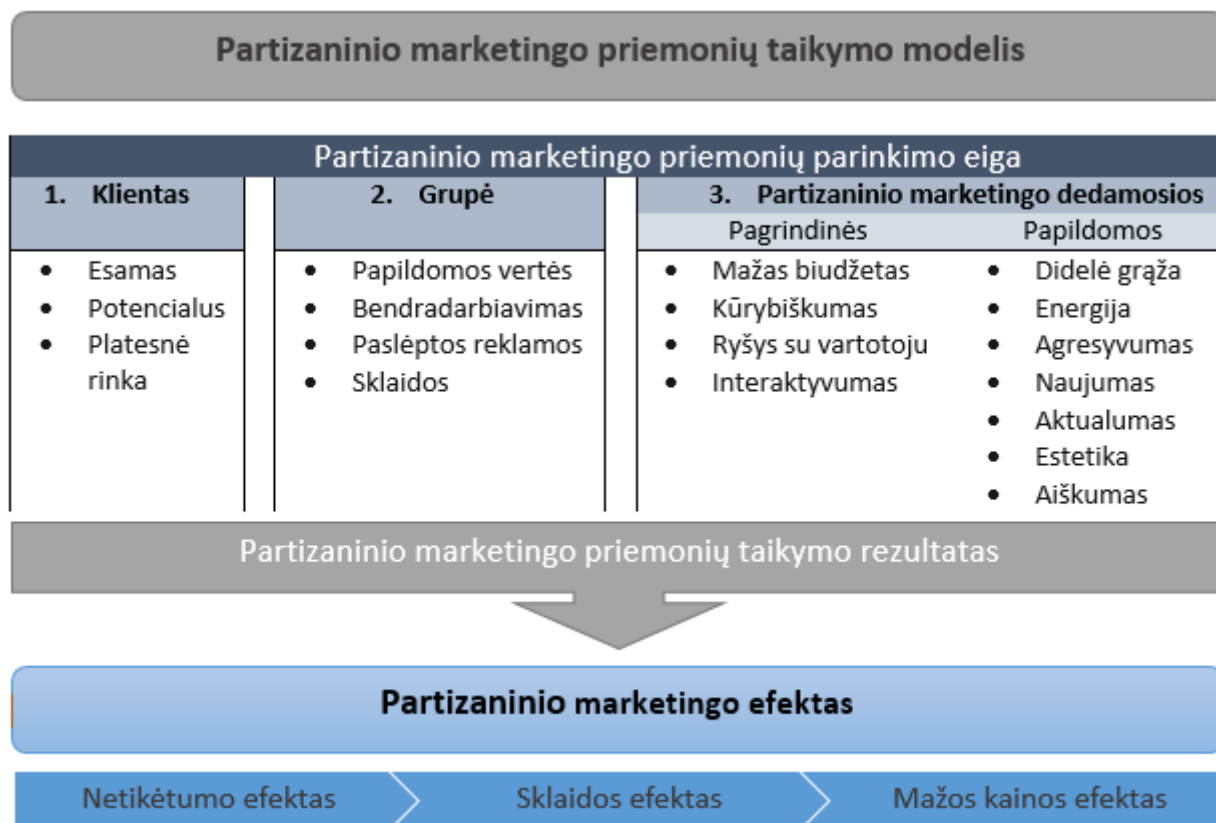 Partizaninio marketingo priemonių taikymo modelis
Partizaninio marketingo priemonių parinkimo eiga
1. Klientas
• Esamas
• Potencialus
• Platesnė
rinka
2. Grupė
• Papildomos vertės
• Bendradarbiavimas
• Paslėptos reklamos
• Sklaidos
3. Partizaninio marketingo dedamosios
Pagrindinės
• Mažas biudžetas
• Kūrybiškumas
• Ryšys su vartotoju
• Interaktyvumas
Papildomos
• Didelė grąža
• Energija
• Agresyvumas
• Naujumas
• Aktualumas
• Estetika
• Aiškumas
Partizaninio marketingo priemonių taikymo rezultatas
Partizaninio marketingo efektas
Netikėtumo efektas
Sklaidos efektas
Mažos kainos efektas